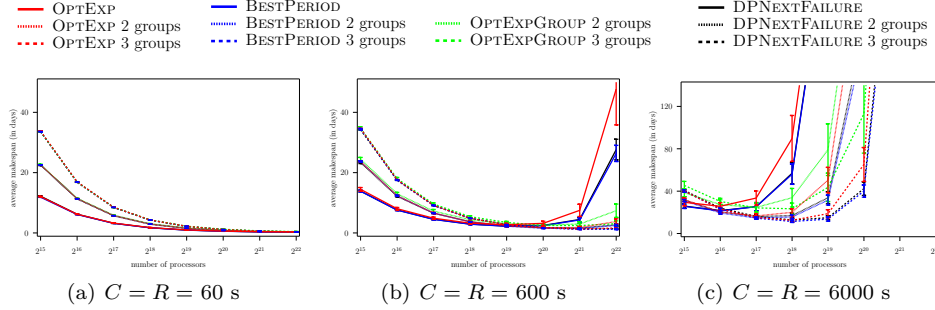 OPTEXP
OPTEXP 2 groups
OPTEXP 3 groups
BESTPERIOD
BESTPERIOD 2 groups
BESTPERIOD 3 groups
OPTEXPGROUP 2 groups
OPTEXPGROUP 3 groups
DPNEXTFAILURE
DPNEXTFAILURE 2 groups
DPNEXTFAILURE 3 groups
average makespan (in days)
40
20
0
2^15 2^16 2^17 2^18 2^19 2^20 2^21 2^22
number of processors
(a) C = R = 60 s
average makespan (in days)
40
20
0
2^15 2^16 2^17 2^18 2^19 2^20 2^21 2^22
number of processors
(b) C = R = 600 s
average makespan (in days)
120
80
40
0
2^15 2^16 2^17 2^18 2^19 2^20 2^21 2^22
number of processors
(c) C = R = 6000 s